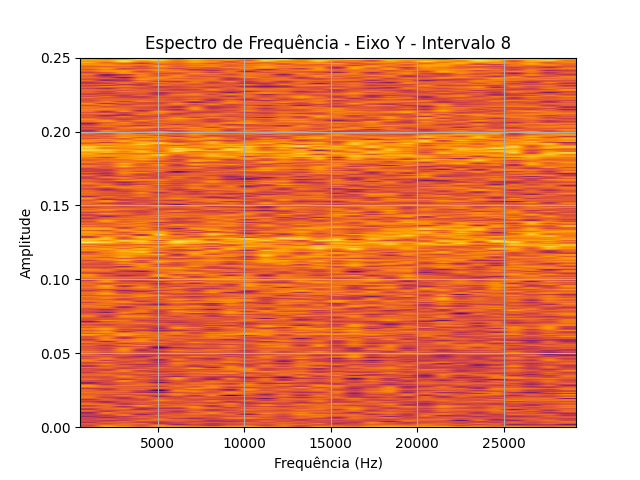 Espectro de Frequência - Eixo Y - Intervalo 8
0.25
0.20
0.15
0.10
0.05
0.00
Amplitude
5000 10000 15000 20000 25000
Frequência (Hz)